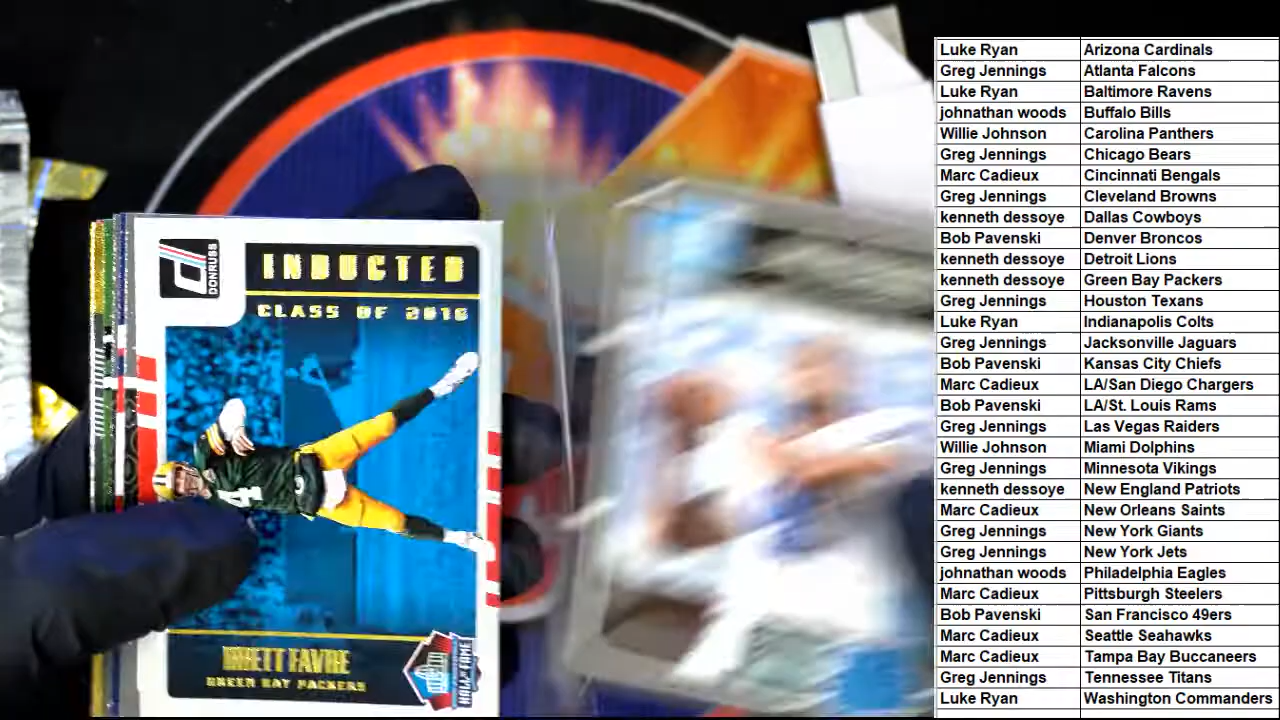 DONRUSS
INDUCTED
CLASS OF 2016
4
BRETT FAVRE
GREEN BAY PACKERS
HALL OF FAME
Luke Ryan Arizona Cardinals
Greg Jennings Atlanta Falcons
Luke Ryan Baltimore Ravens
johnathan woods Buffalo Bills
Willie Johnson Carolina Panthers
Greg Jennings Chicago Bears
Marc Cadieux Cincinnati Bengals
Greg Jennings Cleveland Browns
kenneth dessoye Dallas Cowboys
Bob Pavenski Denver Broncos
kenneth dessoye Detroit Lions
kenneth dessoye Green Bay Packers
Greg Jennings Houston Texans
Luke Ryan Indianapolis Colts
Greg Jennings Jacksonville Jaguars
Bob Pavenski Kansas City Chiefs
Marc Cadieux LA/San Diego Chargers
Bob Pavenski LA/St. Louis Rams
Greg Jennings Las Vegas Raiders
Willie Johnson Miami Dolphins
Greg Jennings Minnesota Vikings
kenneth dessoye New England Patriots
Marc Cadieux New Orleans Saints
Greg Jennings New York Giants
Greg Jennings New York Jets
johnathan woods Philadelphia Eagles
Marc Cadieux Pittsburgh Steelers
Bob Pavenski San Francisco 49ers
Marc Cadieux Seattle Seahawks
Marc Cadieux Tampa Bay Buccaneers
Greg Jennings Tennessee Titans
Luke Ryan Washington Commanders